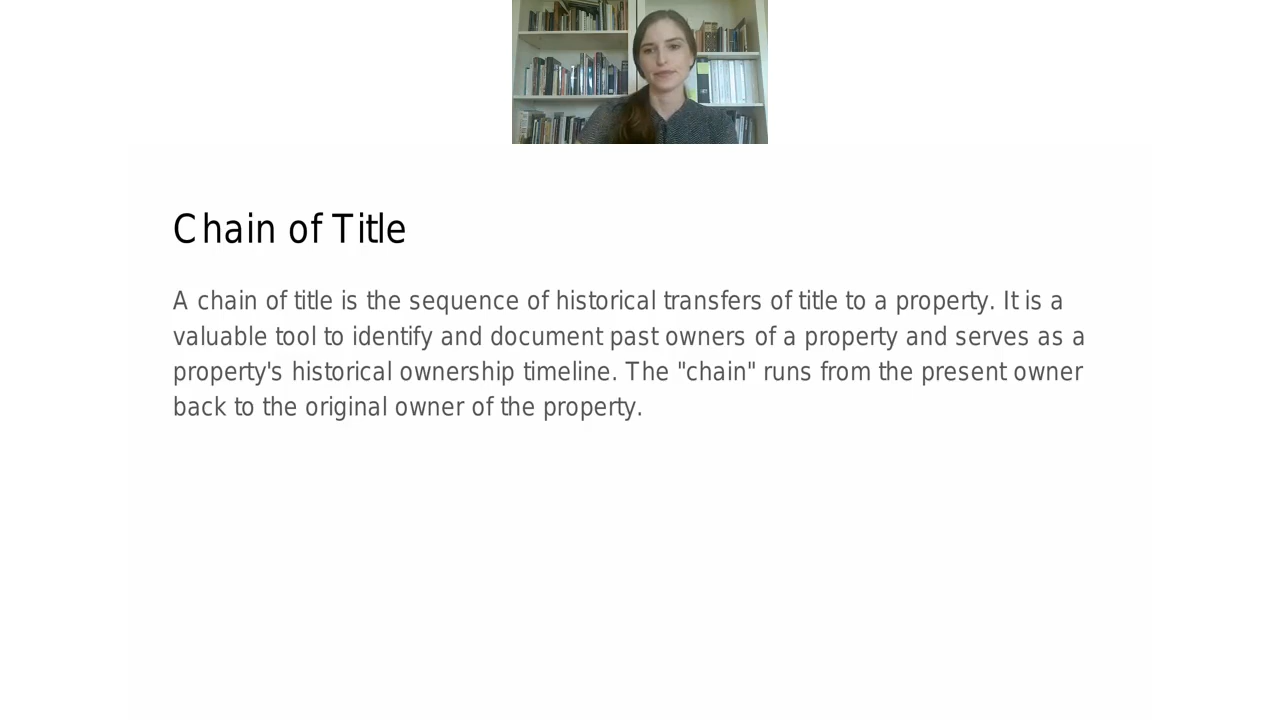 Chain of Title
A chain of title is the sequence of historical transfers of title to a property. It is a
valuable tool to identify and document past owners of a property and serves as a
property's historical ownership timeline. The "chain" runs from the present owner
back to the original owner of the property.